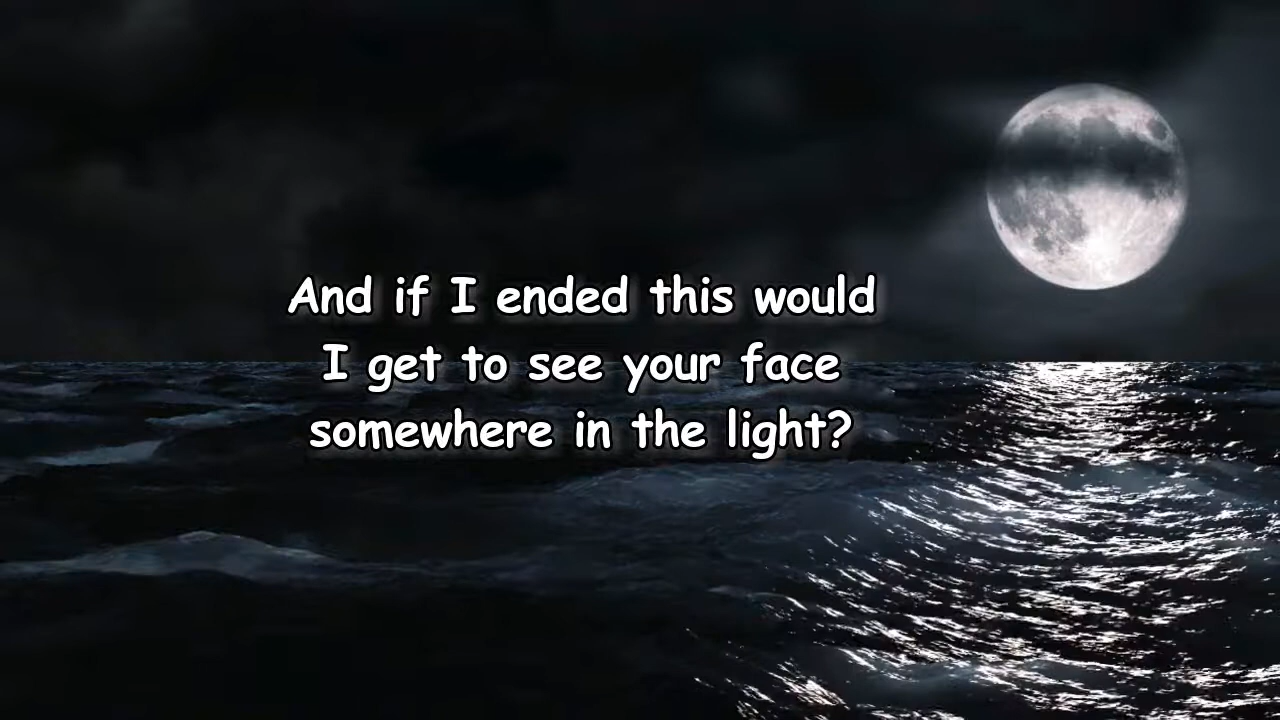 And if I ended this would
I get to see your face
somewhere in the light?